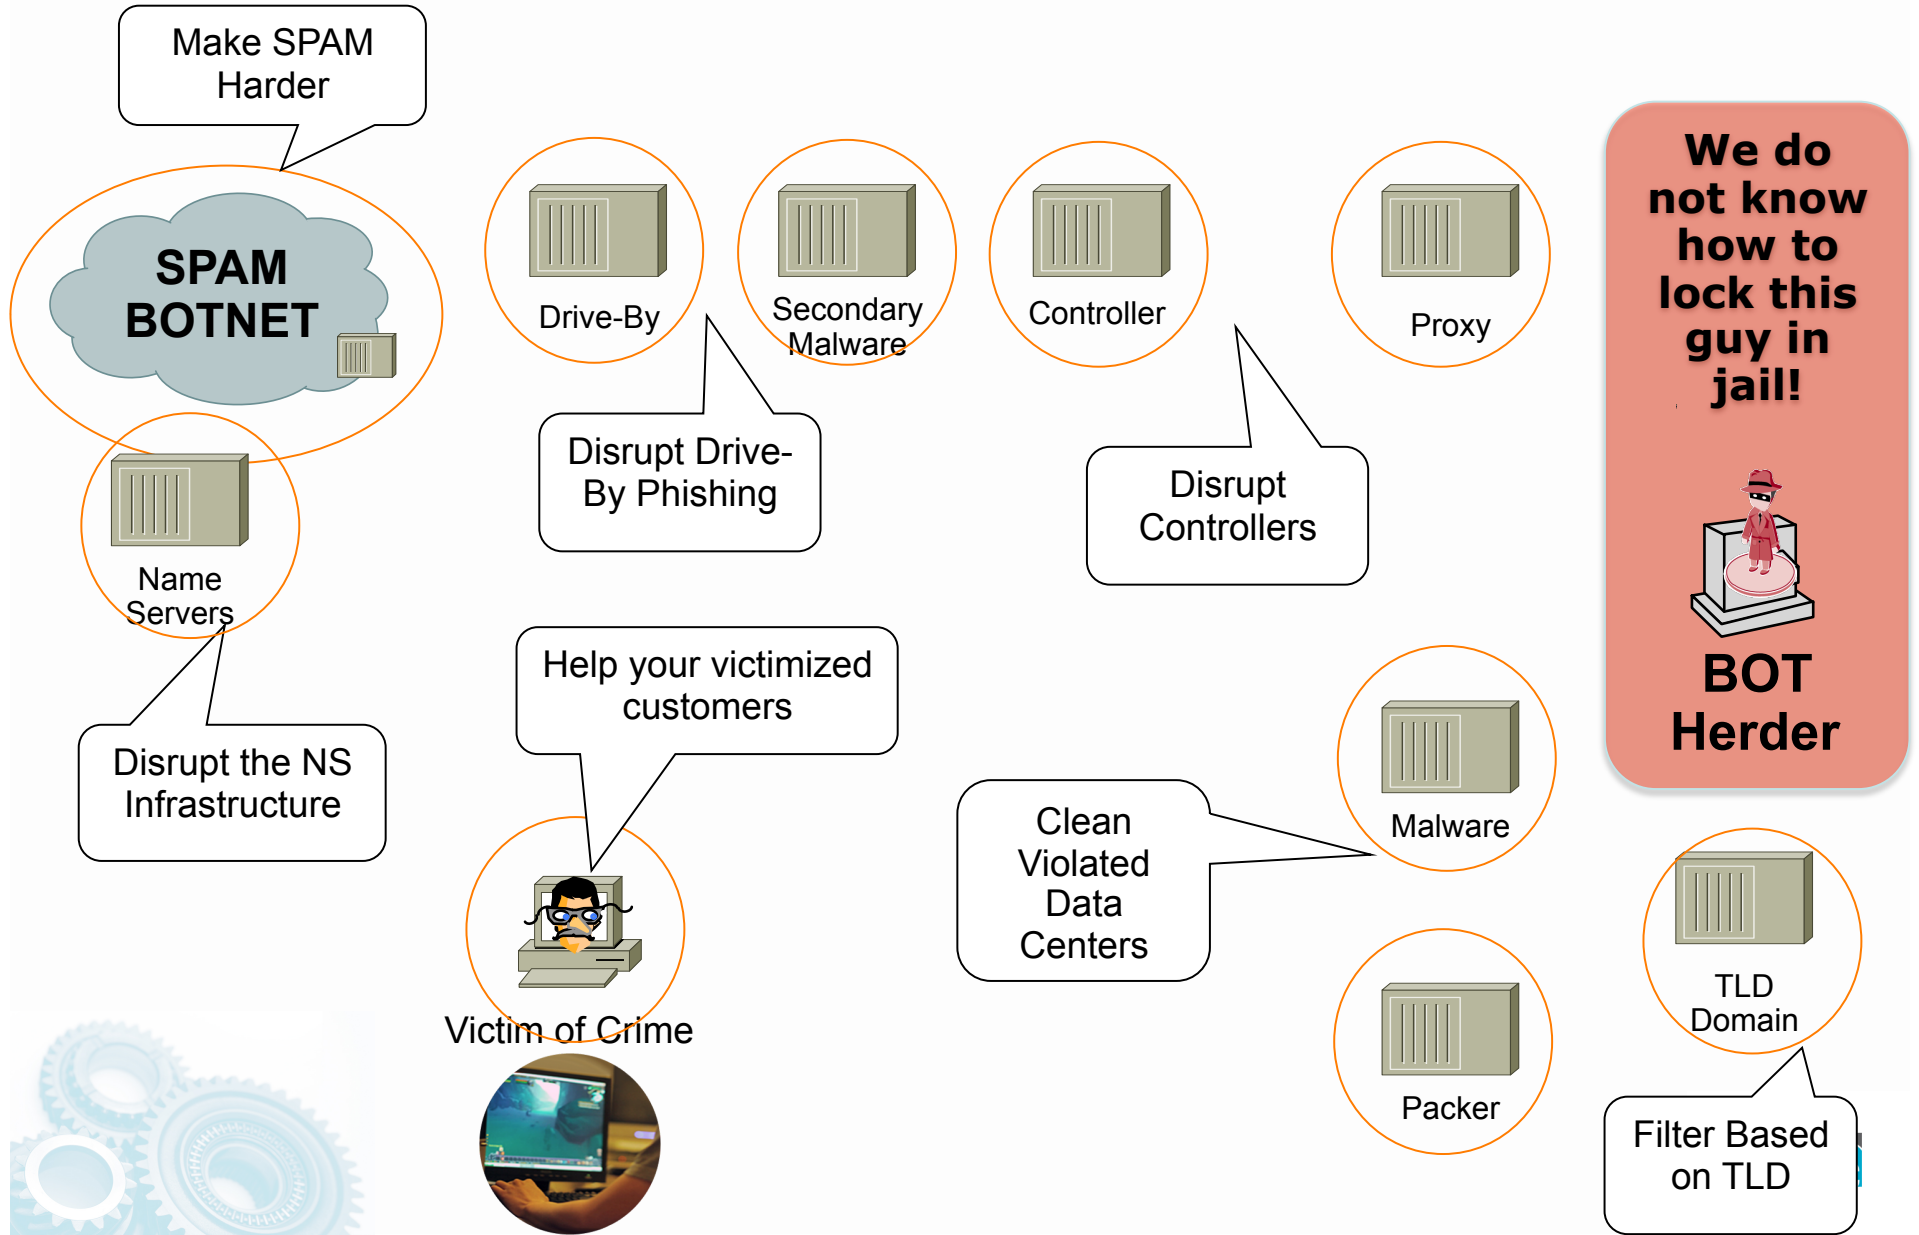 Make SPAM
Harder
SPAM
BOTNET
Name
Servers
Disrupt the NS
Infrastructure
Drive-By
Secondary
Malware
Controller
Proxy
Disrupt Drive-
By Phishing
Disrupt
Controllers
Help your victimized
customers
Victim of Crime
Clean
Violated
Data
Centers
Malware
Packer
We do
not know
how to
lock this
guy in
jail!
BOT
Herder
TLD
Domain
Filter Based
on TLD